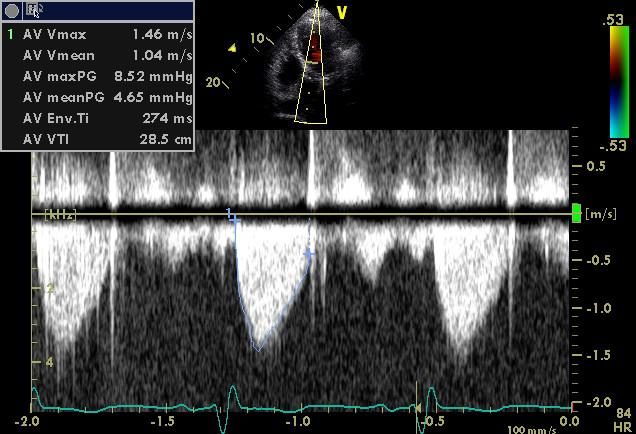 1 AV Vmax 1.46 m/s
AV Vmean 1.04 m/s
AV maxPG 8.52 mmHg
AV meanPG 4.65 mmHg
AV Env.Ti 274 ms
AV VTI 28.5 cm
V
10
20
.53
-.53
0.5
1
[kHz]
[m/s]
-0.5
2
-1.0
-1.5
4
-2.0
-2.0 -1.5 -1.0 -0.5 0.0
100 mm/s
84
HR